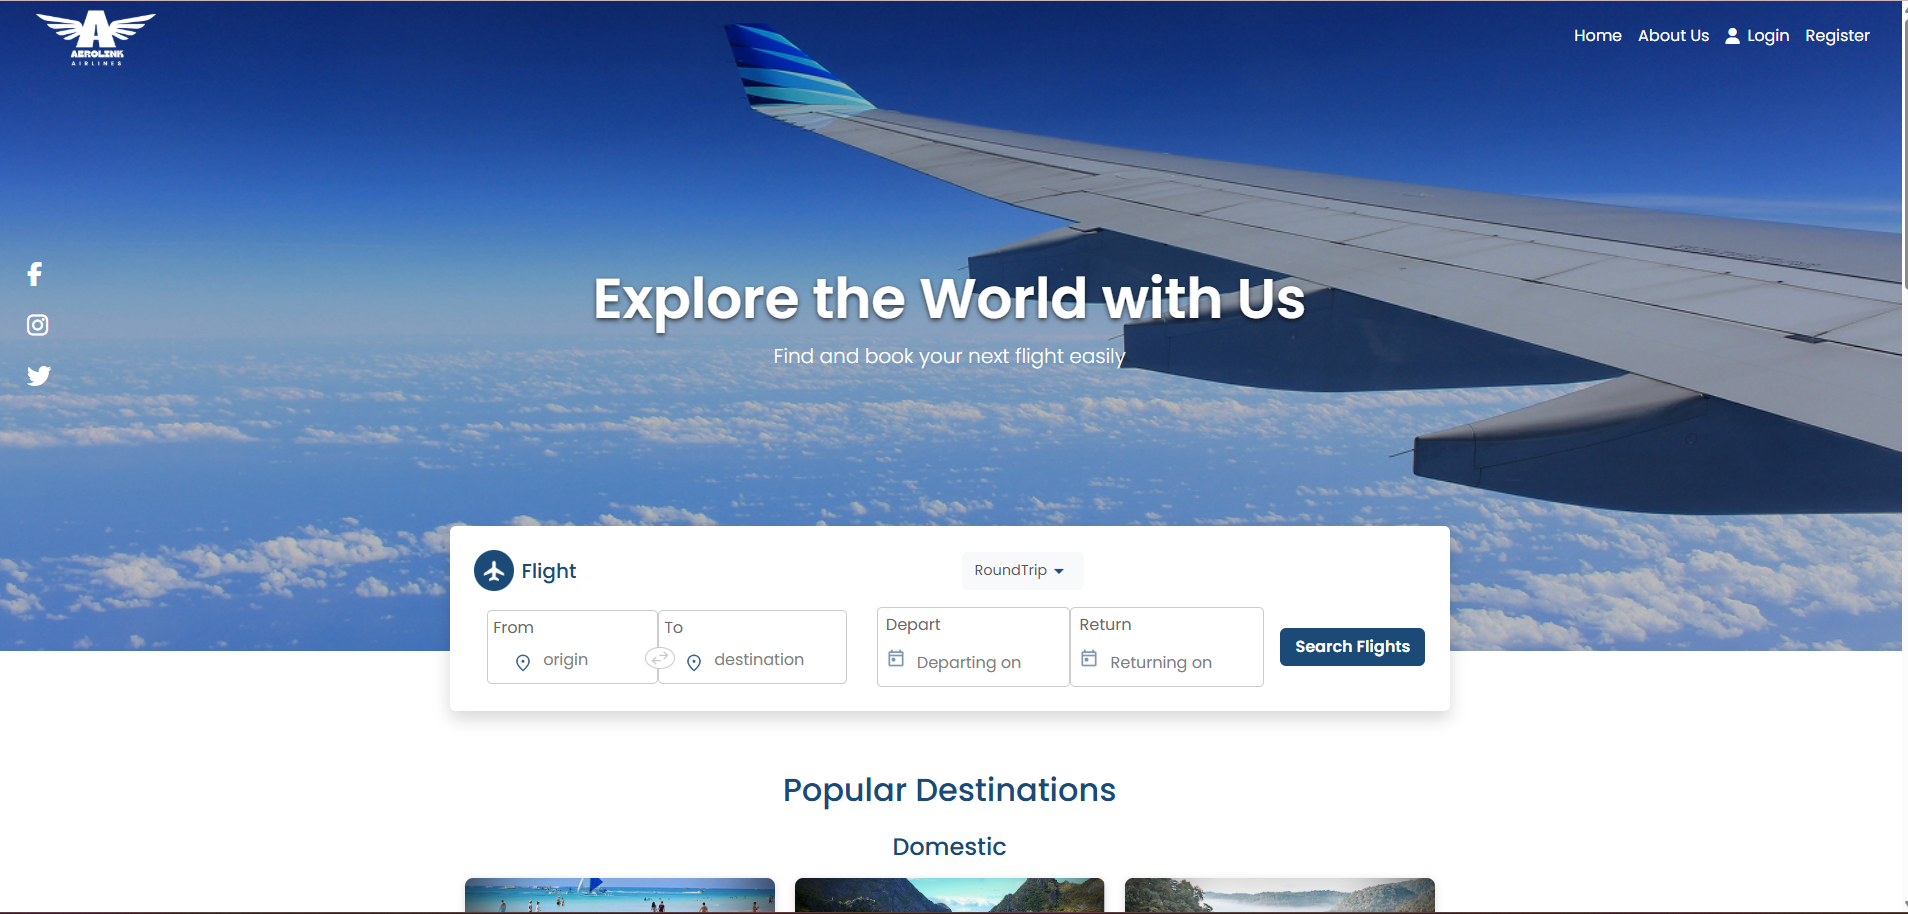 AEROLINK
AIRLINES
Home About Us Login Register
Explore the World with Us
Find and book your next flight easily
Flight
RoundTrip
From To Depart Return
origin destination Departing on Returning on
Search Flights
Popular Destinations
Domestic